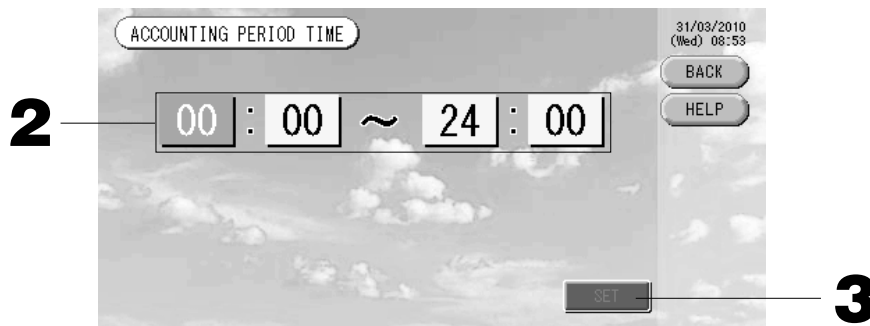 ACCOUNTING PERIOD TIME
31/03/2010
(Wed) 08:53
BACK
HELP
2
00 : 00 ~ 24 : 00
SET
3